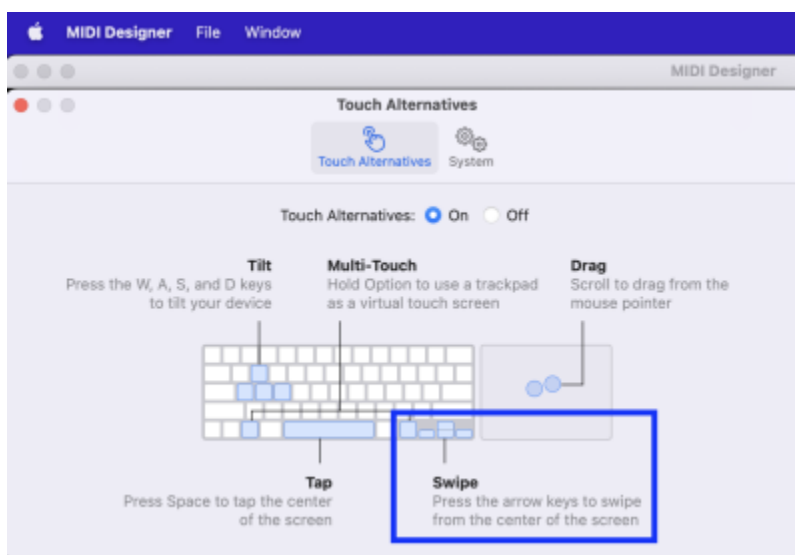 MIDI Designer File Window
MIDI Designer
Touch Alternatives
Touch Alternatives System
Touch Alternatives: On Off
Tilt
Press the W, A, S, and D keys
to tilt your device
Multi-Touch
Hold Option to use a trackpad
as a virtual touch screen
Drag
Scroll to drag from the
mouse pointer
Tap
Press Space to tap the center
of the screen
Swipe
Press the arrow keys to swipe
from the center of the screen